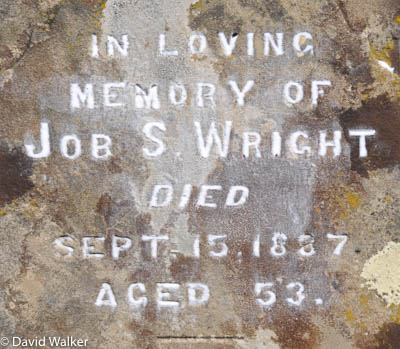 IN LOVING
MEMORY OF
JOB S. WRIGHT
DIED
SEPT. 15, 1887
AGED 53.
© David Walker